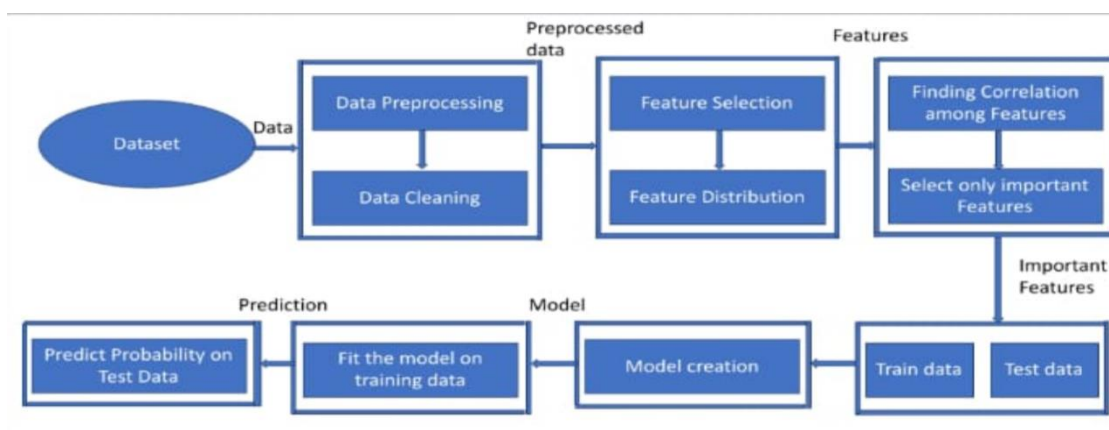 Dataset
Data
Data Preprocessing
Data Cleaning
Preprocessed
data
Feature Selection
Feature Distribution
Features
Finding Correlation
among Features
Select only important
Features
Important
Features
Train data
Test data
Model creation
Model
Fit the model on
training data
Prediction
Predict Probability on
Test Data